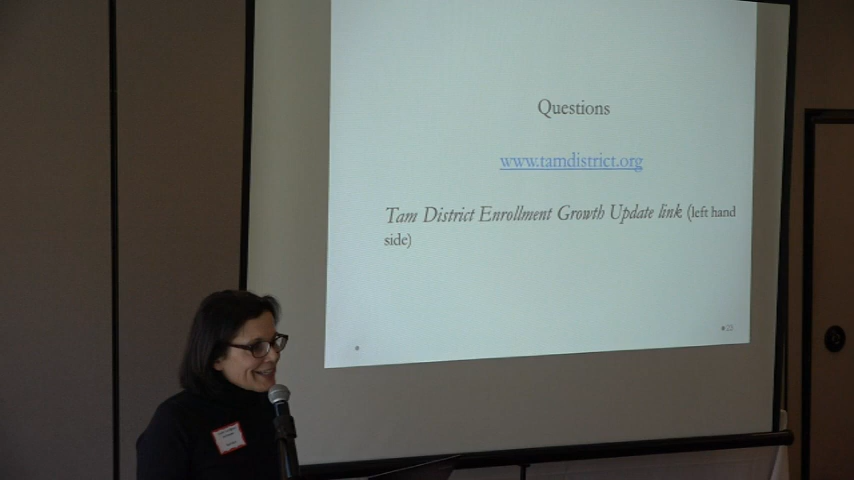 Questions
www.tamdistrict.org
Tam District Enrollment Growth Update link (left hand
side)